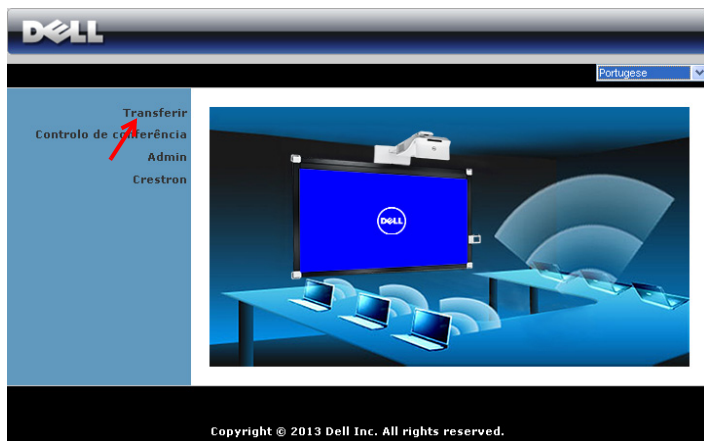 DELL
Portugese
Transferir
Controlo de conferência
Admin
Crestron
DELL
Copyright © 2013 Dell Inc. All rights reserved.